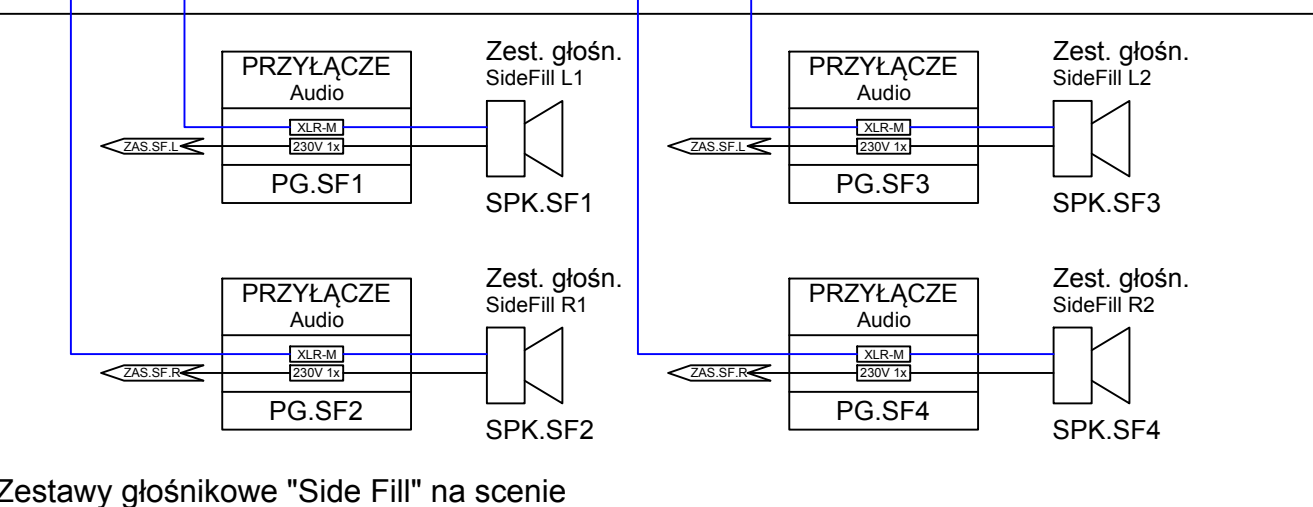 PRZYŁĄCZE
Audio
XLR-M
230V 1x
PG.SF1
ZAS.SF.L
Zest. głośn.
SideFill L1
SPK.SF1
PRZYŁĄCZE
Audio
XLR-M
230V 1x
PG.SF3
ZAS.SF.L
Zest. głośn.
SideFill L2
SPK.SF3
PRZYŁĄCZE
Audio
XLR-M
230V 1x
PG.SF2
ZAS.SF.R
Zest. głośn.
SideFill R1
SPK.SF2
PRZYŁĄCZE
Audio
XLR-M
230V 1x
PG.SF4
ZAS.SF.R
Zest. głośn.
SideFill R2
SPK.SF4
Zestawy głośnikowe "Side Fill" na scenie